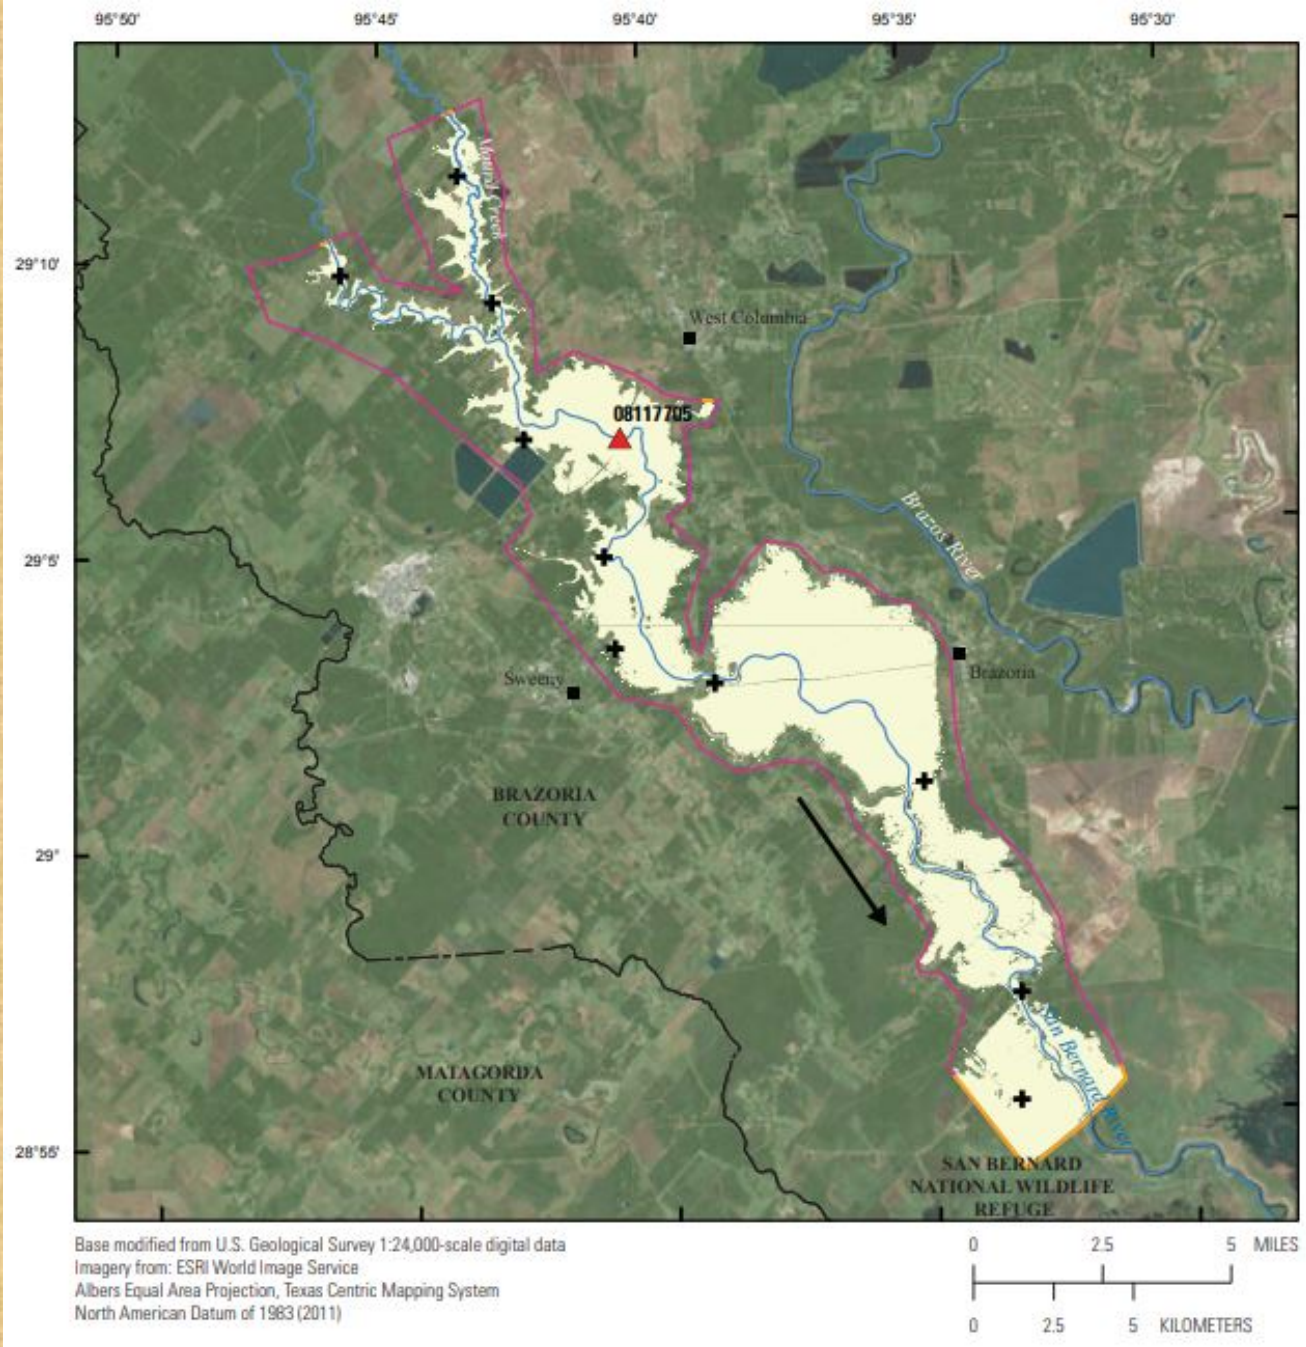 95°50' 95°45' 95°40' 95°35' 95°30'
Mound Creek
29°10'
West Columbia
08117705
Brazos River
29°5'
Sweeny
Brazoria
BRAZORIA
COUNTY
29°
San Bernard River
MATAGORDA
COUNTY
28°55'
SAN BERNARD
NATIONAL WILDLIFE
REFUGE
Base modified from U.S. Geological Survey 1:24,000-scale digital data
Imagery from: ESRI World Image Service
Albers Equal Area Projection, Texas Centric Mapping System
North American Datum of 1983 (2011)
0 2.5 5 MILES
0 2.5 5 KILOMETERS